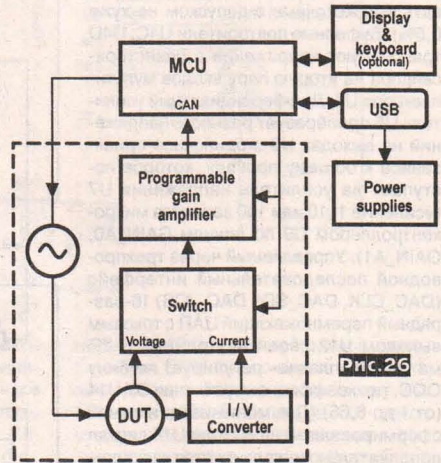 MCU
CAN
Display &
keyboard
(optional)
USB
Programmable
gain
amplifier
Power
supplies
Switch
Voltage
Current
DUT
Converter
Рис.26